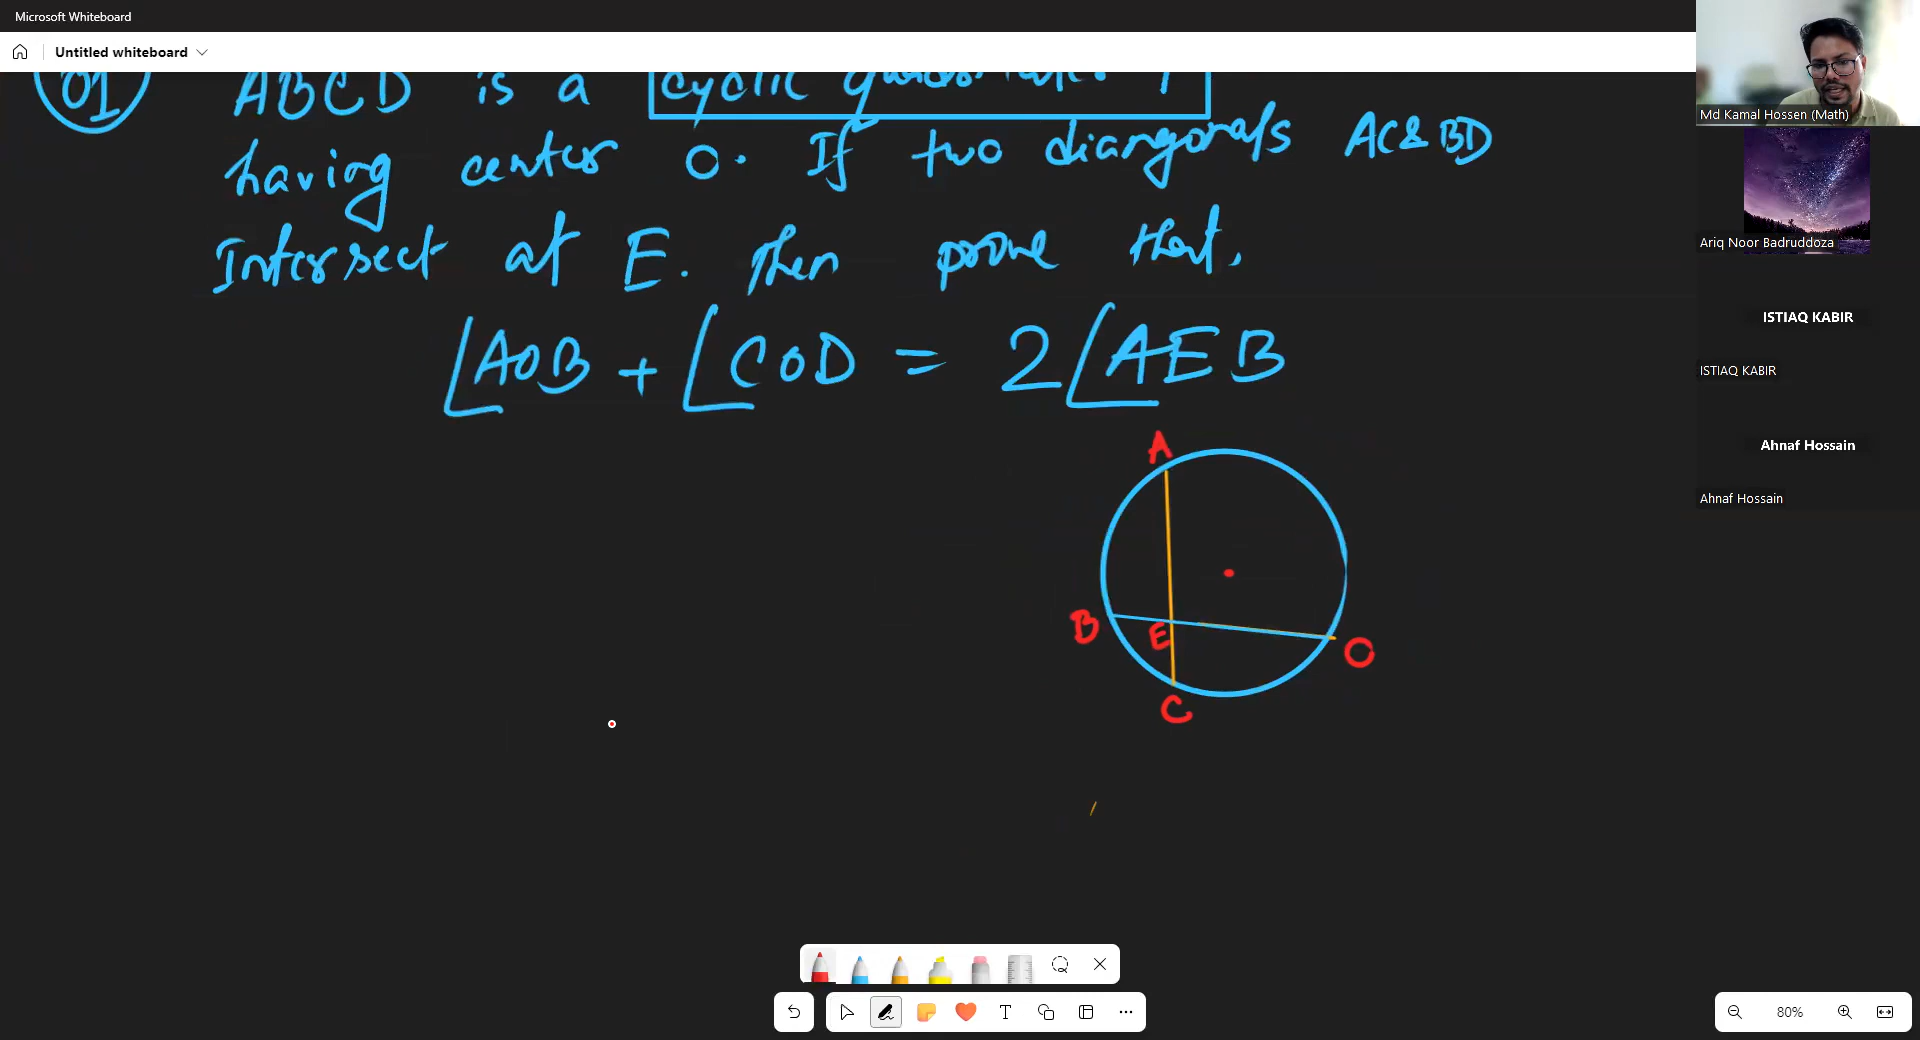 Microsoft Whiteboard
Untitled whiteboard
01 ABCD is a cyclic
having center O. If two diangonals AC & BD
Intersect at E. Then prove that,
∠AOB + ∠COD = 2∠AEB
A
B
E
O
C
Md Kamal Hossen (Math)
Ariq Noor Badruddoza
ISTIAQ KABIR
ISTIAQ KABIR
Ahnaf Hossain
Ahnaf Hossain
T
80%